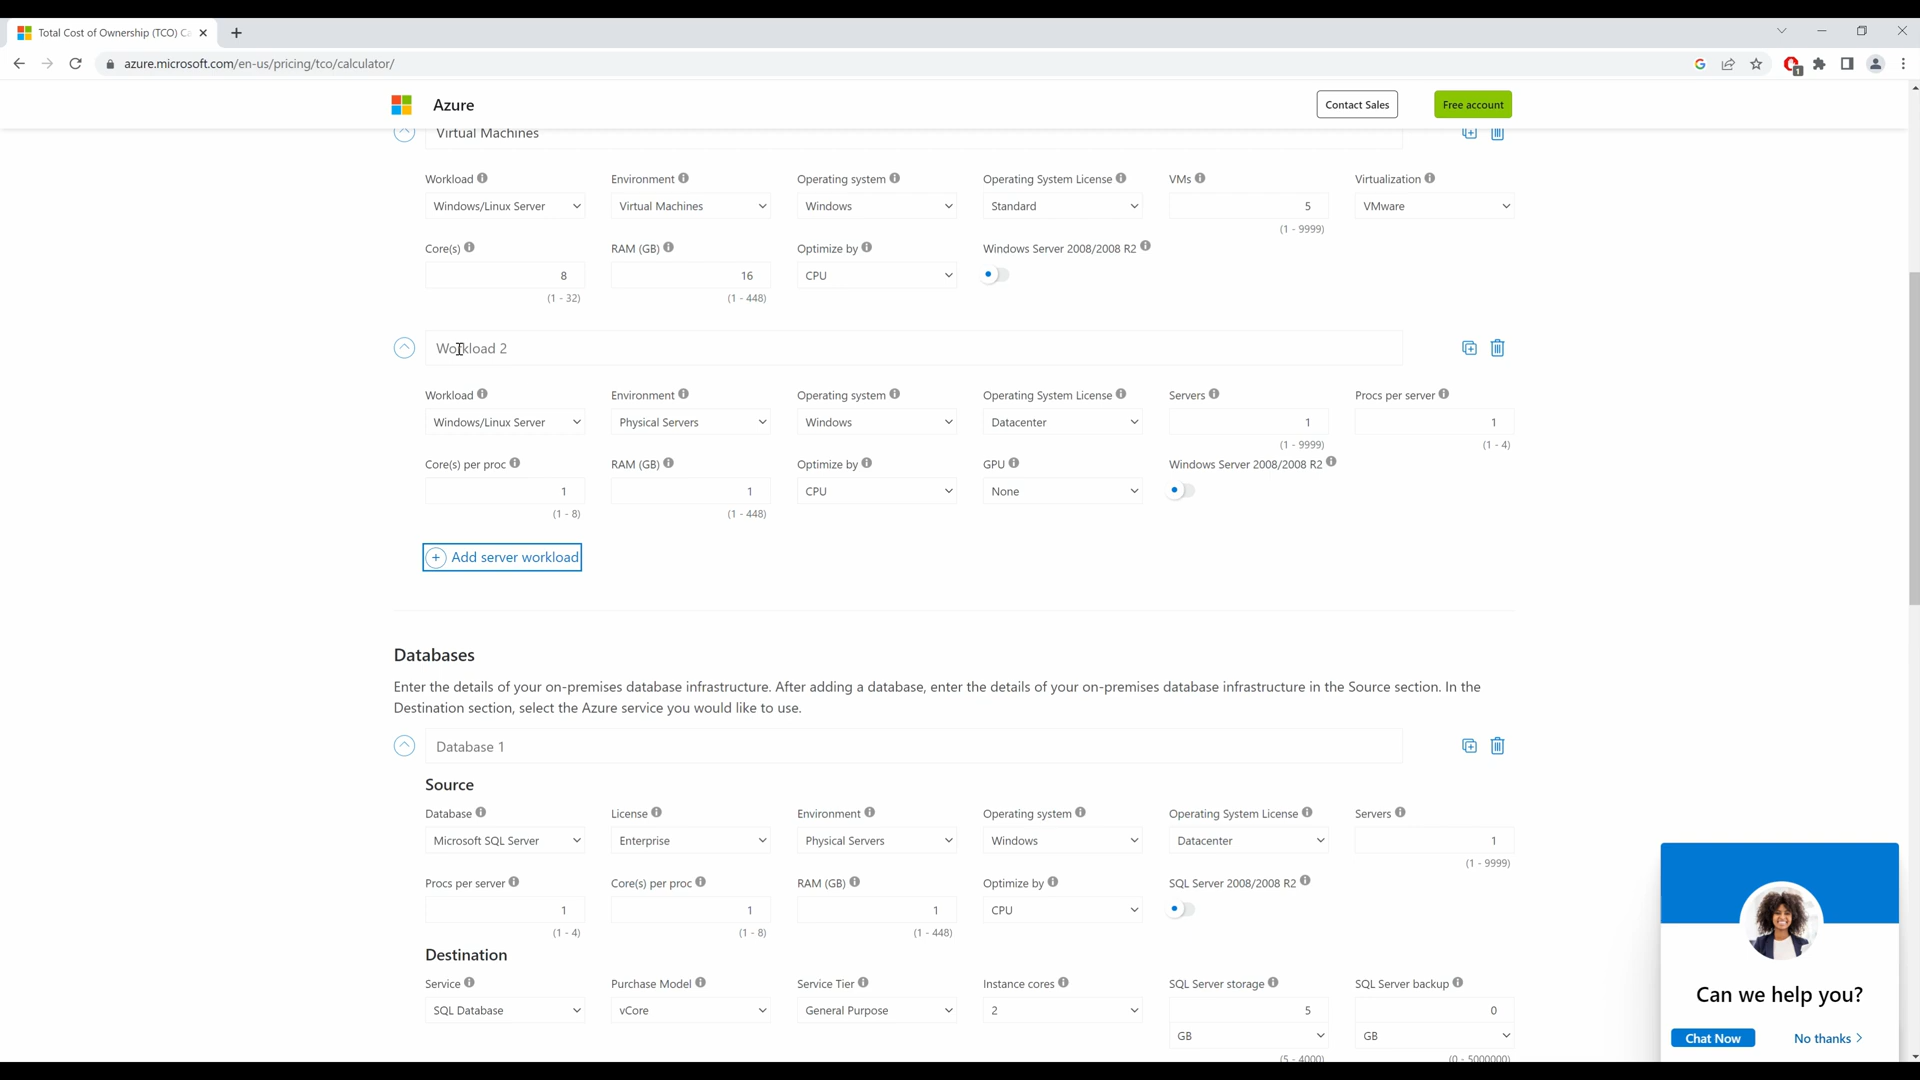 Total Cost of Ownership (TCO) Ca
azure.microsoft.com/en-us/pricing/tco/calculator/
1
Azure
Contact Sales
Free account
Virtual Machines
Workload Environment Operating system Operating System License VMs Virtualization
Windows/Linux Server Virtual Machines Windows Standard 5 VMware
(1 - 9999)
Core(s) RAM (GB) Optimize by Windows Server 2008/2008 R2
8 16 CPU
(1 - 32) (1 - 448)
Workload 2
Workload Environment Operating system Operating System License Servers Procs per server
Windows/Linux Server Physical Servers Windows Datacenter 1 1
(1 - 9999) (1 - 4)
Core(s) per proc RAM (GB) Optimize by GPU Windows Server 2008/2008 R2
1 1 CPU None
(1 - 8) (1 - 448)
Add server workload
Databases
Enter the details of your on-premises database infrastructure. After adding a database, enter the details of your on-premises database infrastructure in the Source section. In the
Destination section, select the Azure service you would like to use.
Database 1
Source
Database License Environment Operating system Operating System License Servers
Microsoft SQL Server Enterprise Physical Servers Windows Datacenter 1
(1 - 9999)
Procs per server Core(s) per proc RAM (GB) Optimize by SQL Server 2008/2008 R2
1 1 1 CPU
(1 - 4) (1 - 8) (1 - 448)
Destination
Service Purchase Model Service Tier Instance cores SQL Server storage SQL Server backup
SQL Database vCore General Purpose 2 5 0
GB GB
(5 - 4000) (0 - 5000000)
Can we help you?
Chat Now No thanks